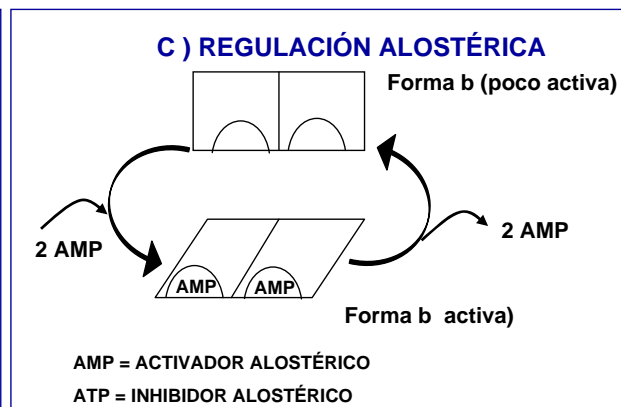 C ) REGULACIÓN ALOSTÉRICA
Forma b (poco activa)
2 AMP
2 AMP
AMP
AMP
Forma b activa)
AMP = ACTIVADOR ALOSTÉRICO
ATP = INHIBIDOR ALOSTÉRICO